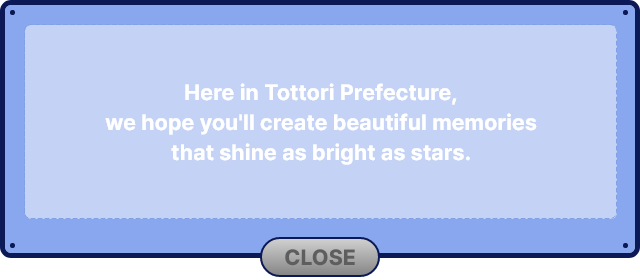 Here in Tottori Prefecture,
we hope you'll create beautiful memories
that shine as bright as stars.
CLOSE